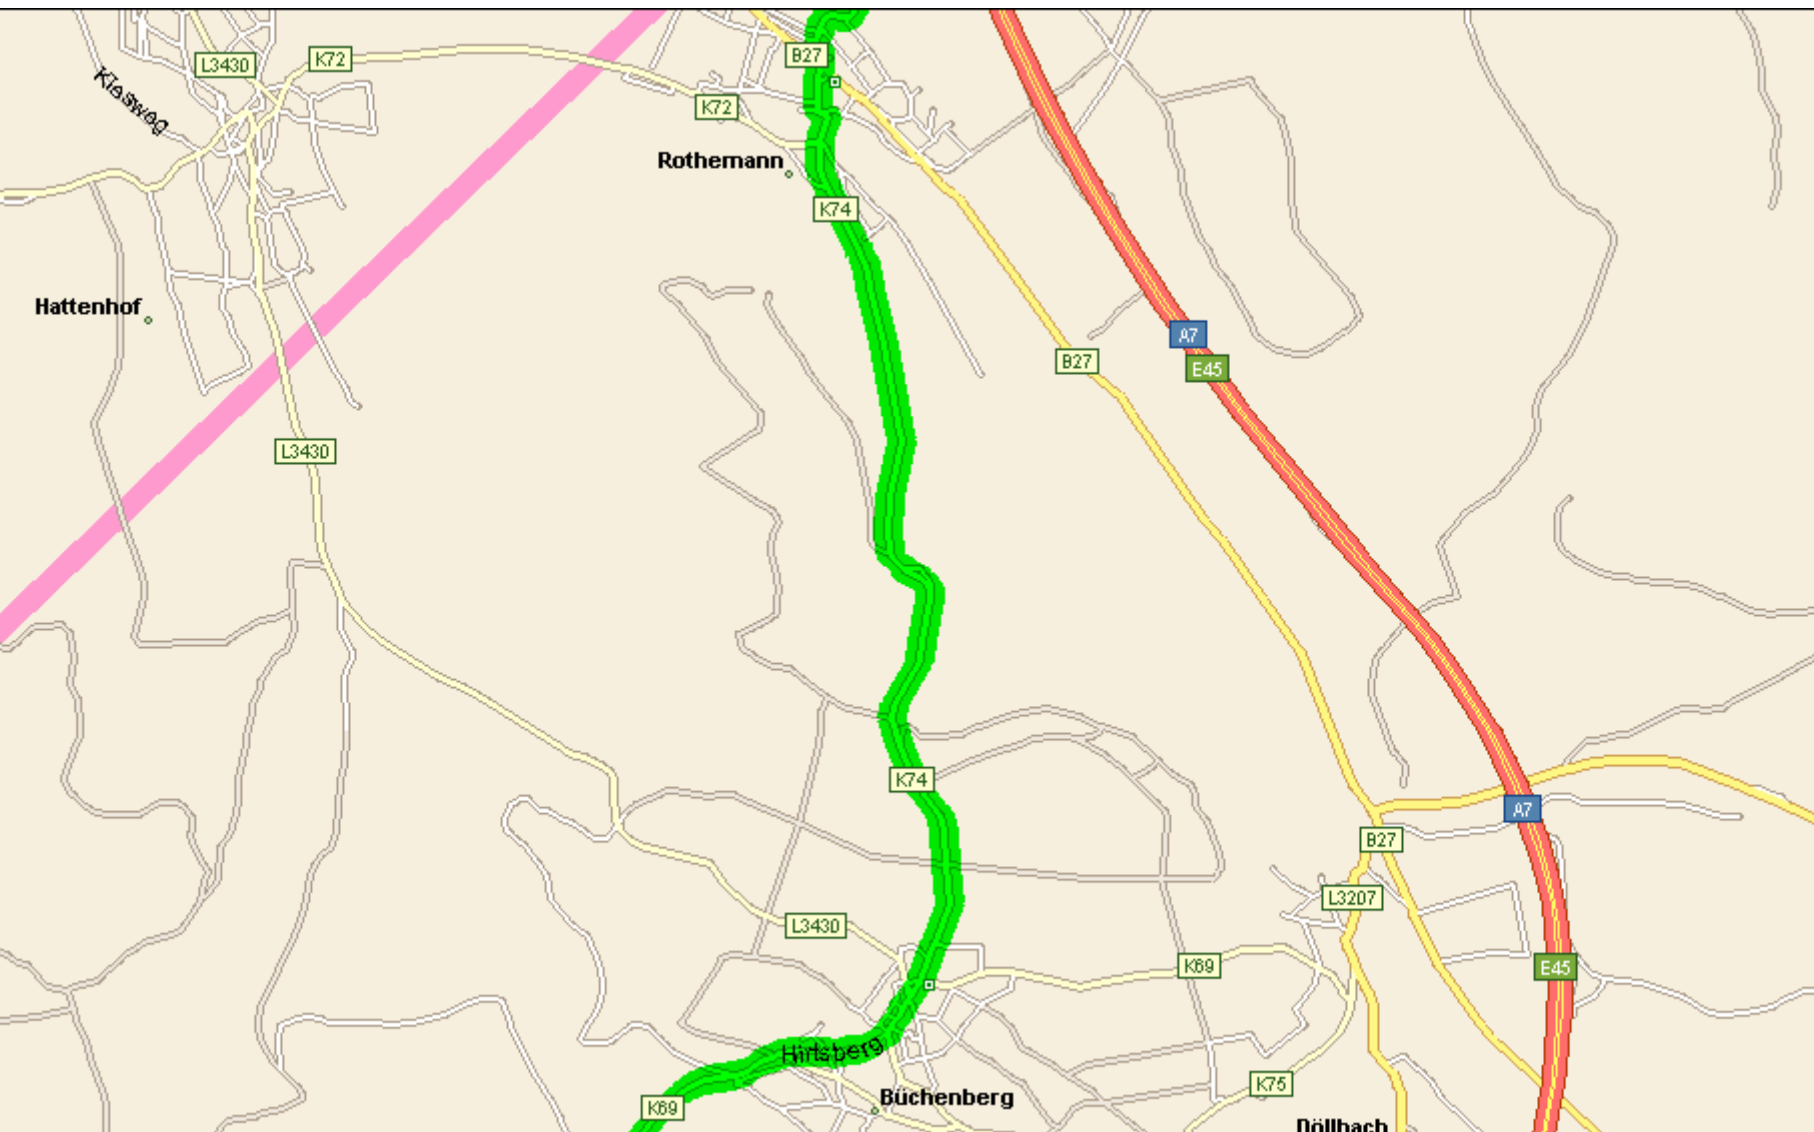 B27
K72
L3430
Kiesweg
K72
Rothemann
K74
Hattenhof
A7
B27
E45
L3430
K74
A7
B27
L3207
L3430
K69
E45
Hirtsberg
K75
Büchenberg
K69
Döllbach